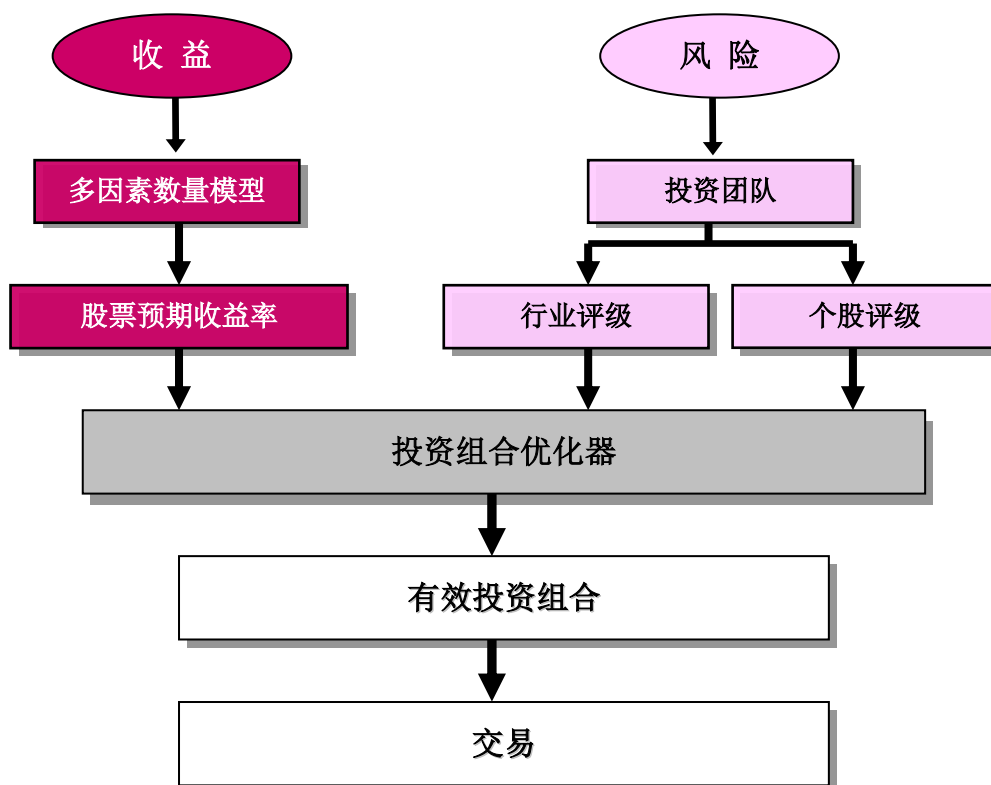 收 益
风 险
多因素数量模型
投资团队
股票预期收益率
行业评级
个股评级
投资组合优化器
有效投资组合
交易